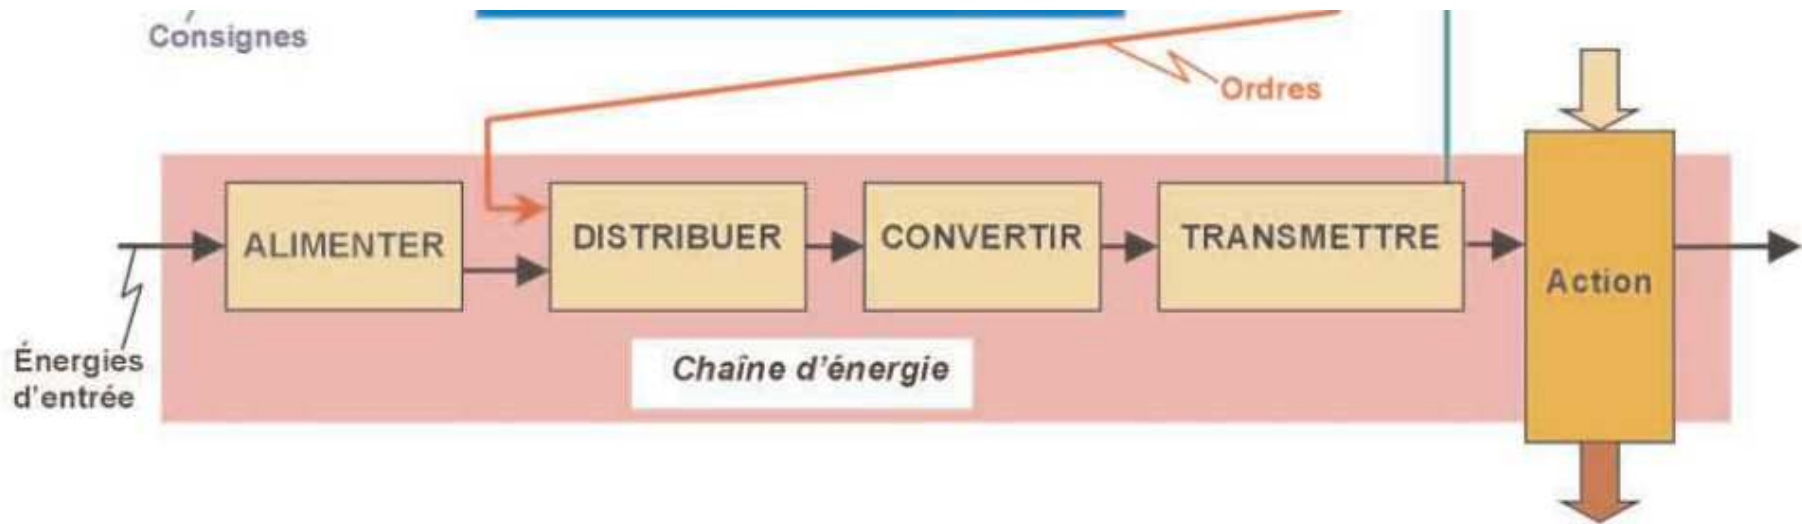 Consignes
Ordres
ALIMENTER
DISTRIBUER
CONVERTIR
TRANSMETTRE
Action
Énergies
d'entrée
Chaîne d'énergie